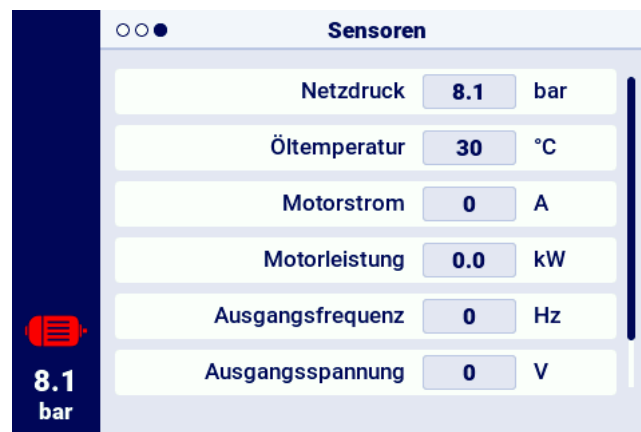 Sensoren
Netzdruck 8.1 bar
Öltemperatur 30 °C
Motorstrom 0 A
Motorleistung 0.0 kW
Ausgangsfrequenz 0 Hz
Ausgangsspannung 0 V
8.1
bar